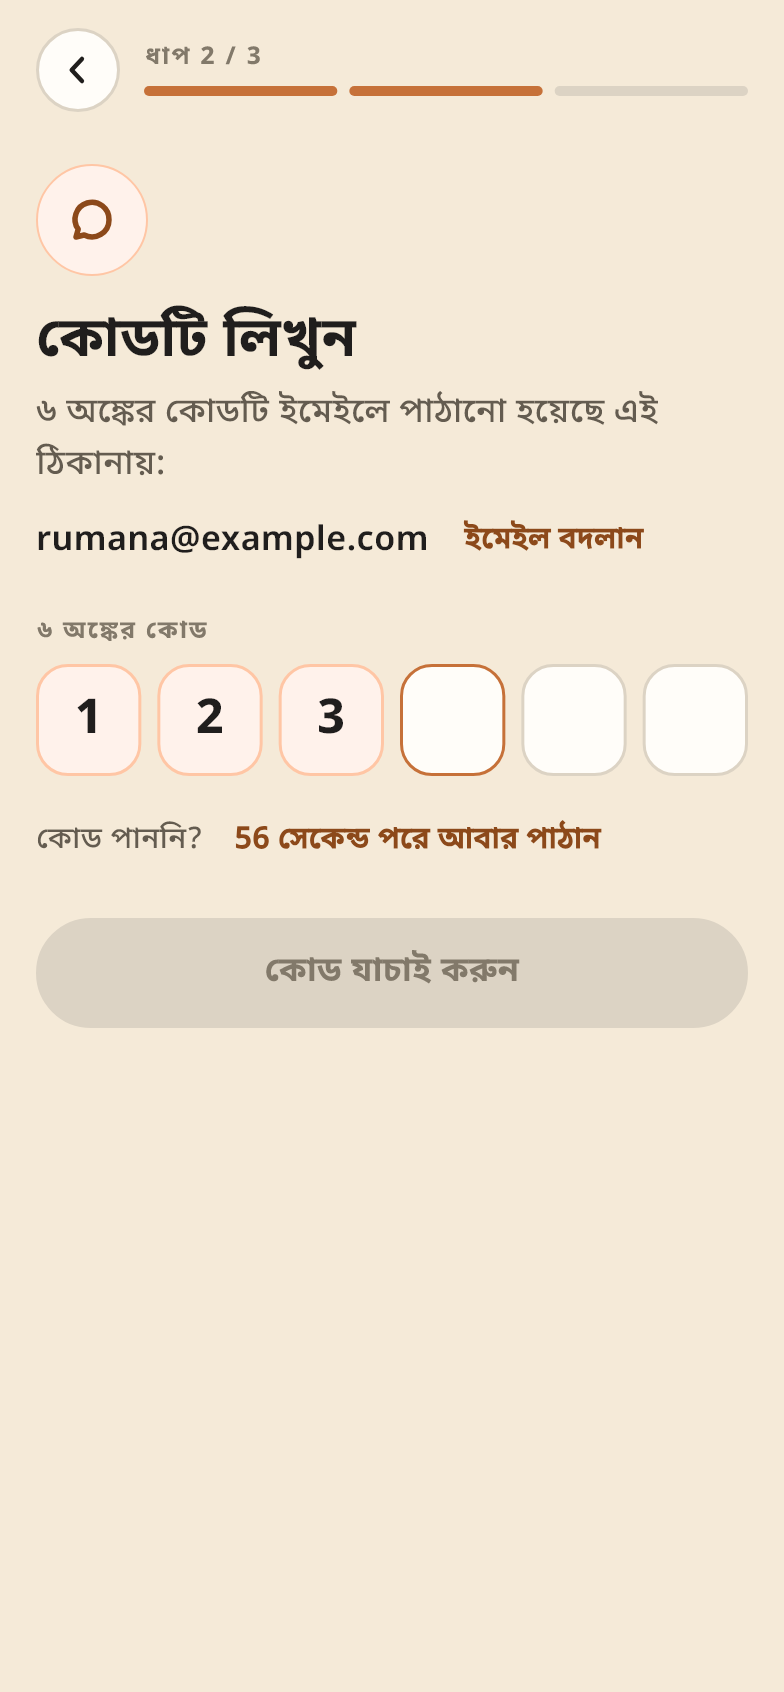 ধাপ 2 / 3
কোডটি লিখুন
৬ অঙ্কের কোডটি ইমেইলে পাঠানো হয়েছে এই
ঠিকানায়:
rumana@example.com ইমেইল বদলান
৬ অঙ্কের কোড
1 2 3
কোড পাননি? 56 সেকেন্ড পরে আবার পাঠান
কোড যাচাই করুন